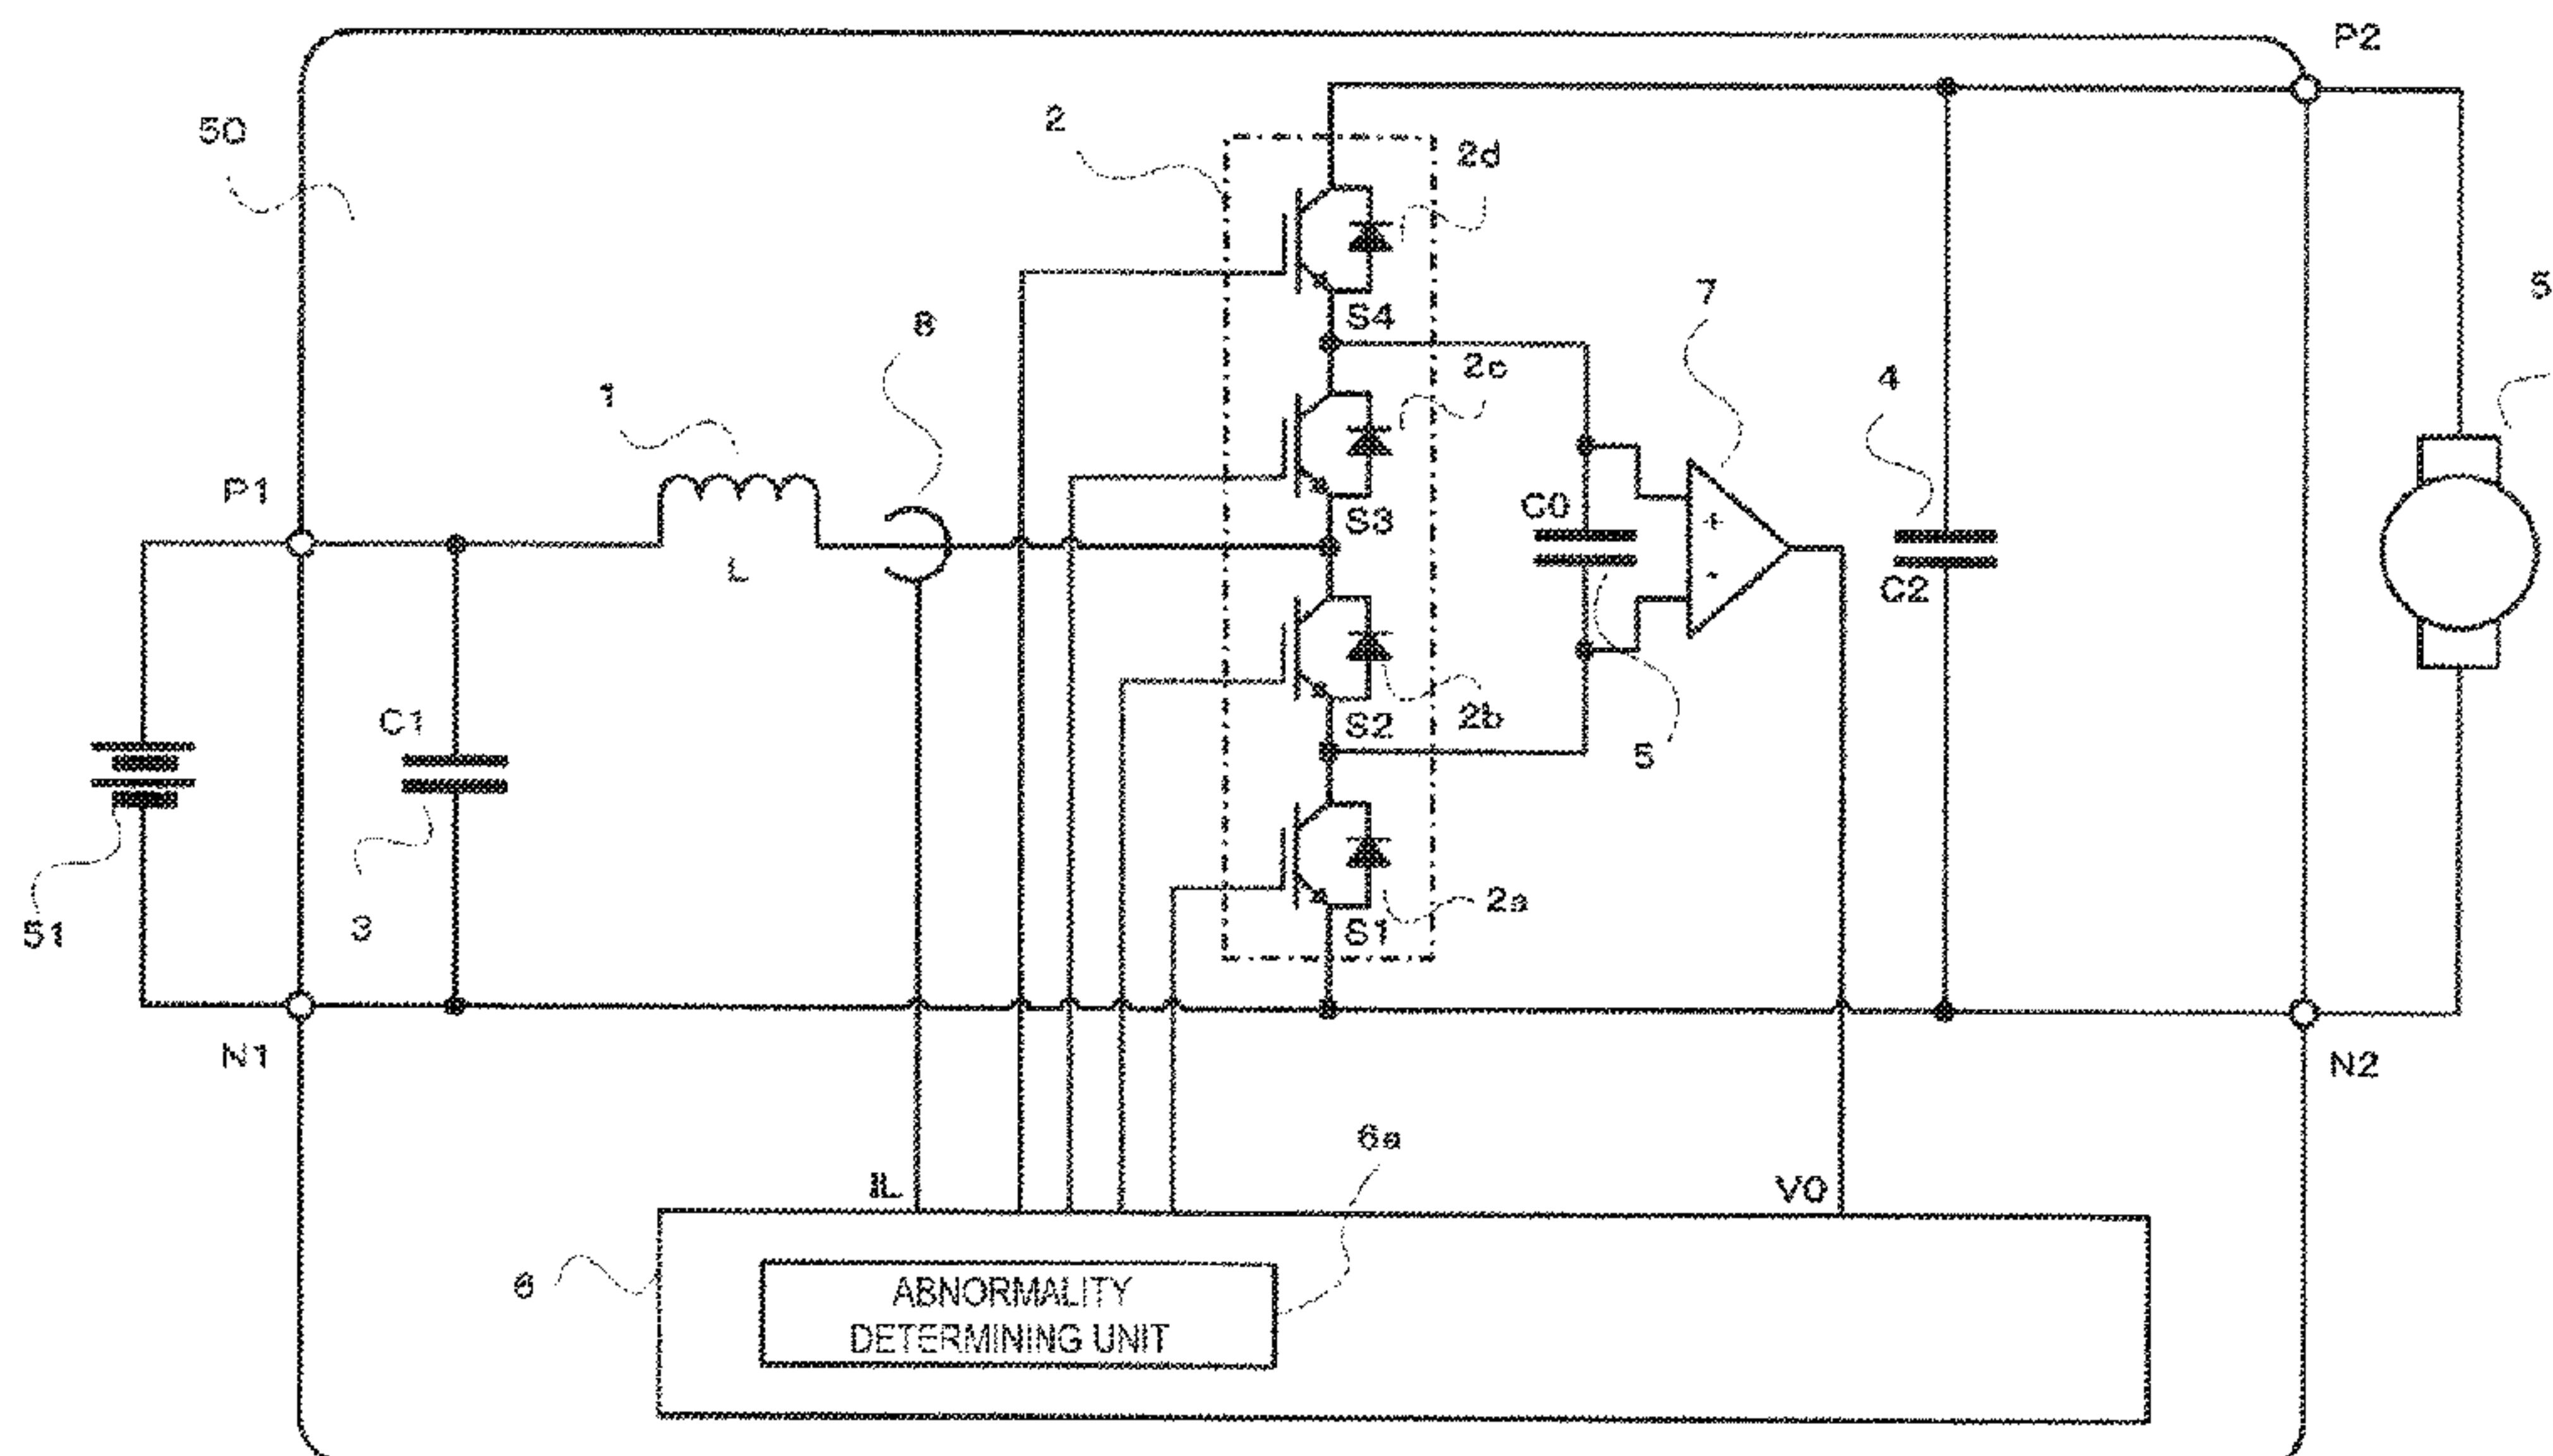 P2
50
2
2d
S4
7
5
8
2c
1
4
P1
S3
C0
L
C2
C1
S2
2b
5
51
3
2a
S1
N1
N2
6a
IL
V0
6
ABNORMALITY
DETERMINING UNIT
+
-